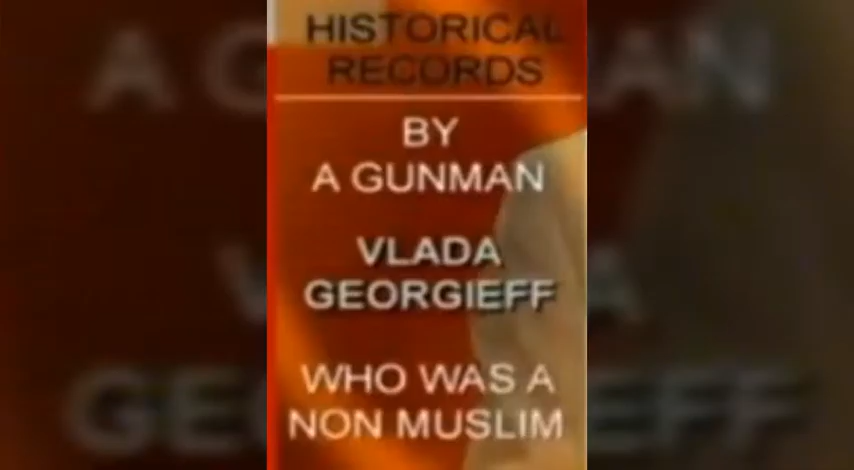 HISTORICAL
RECORDS
BY
A GUNMAN
VLADA
GEORGIEFF
WHO WAS A
NON MUSLIM